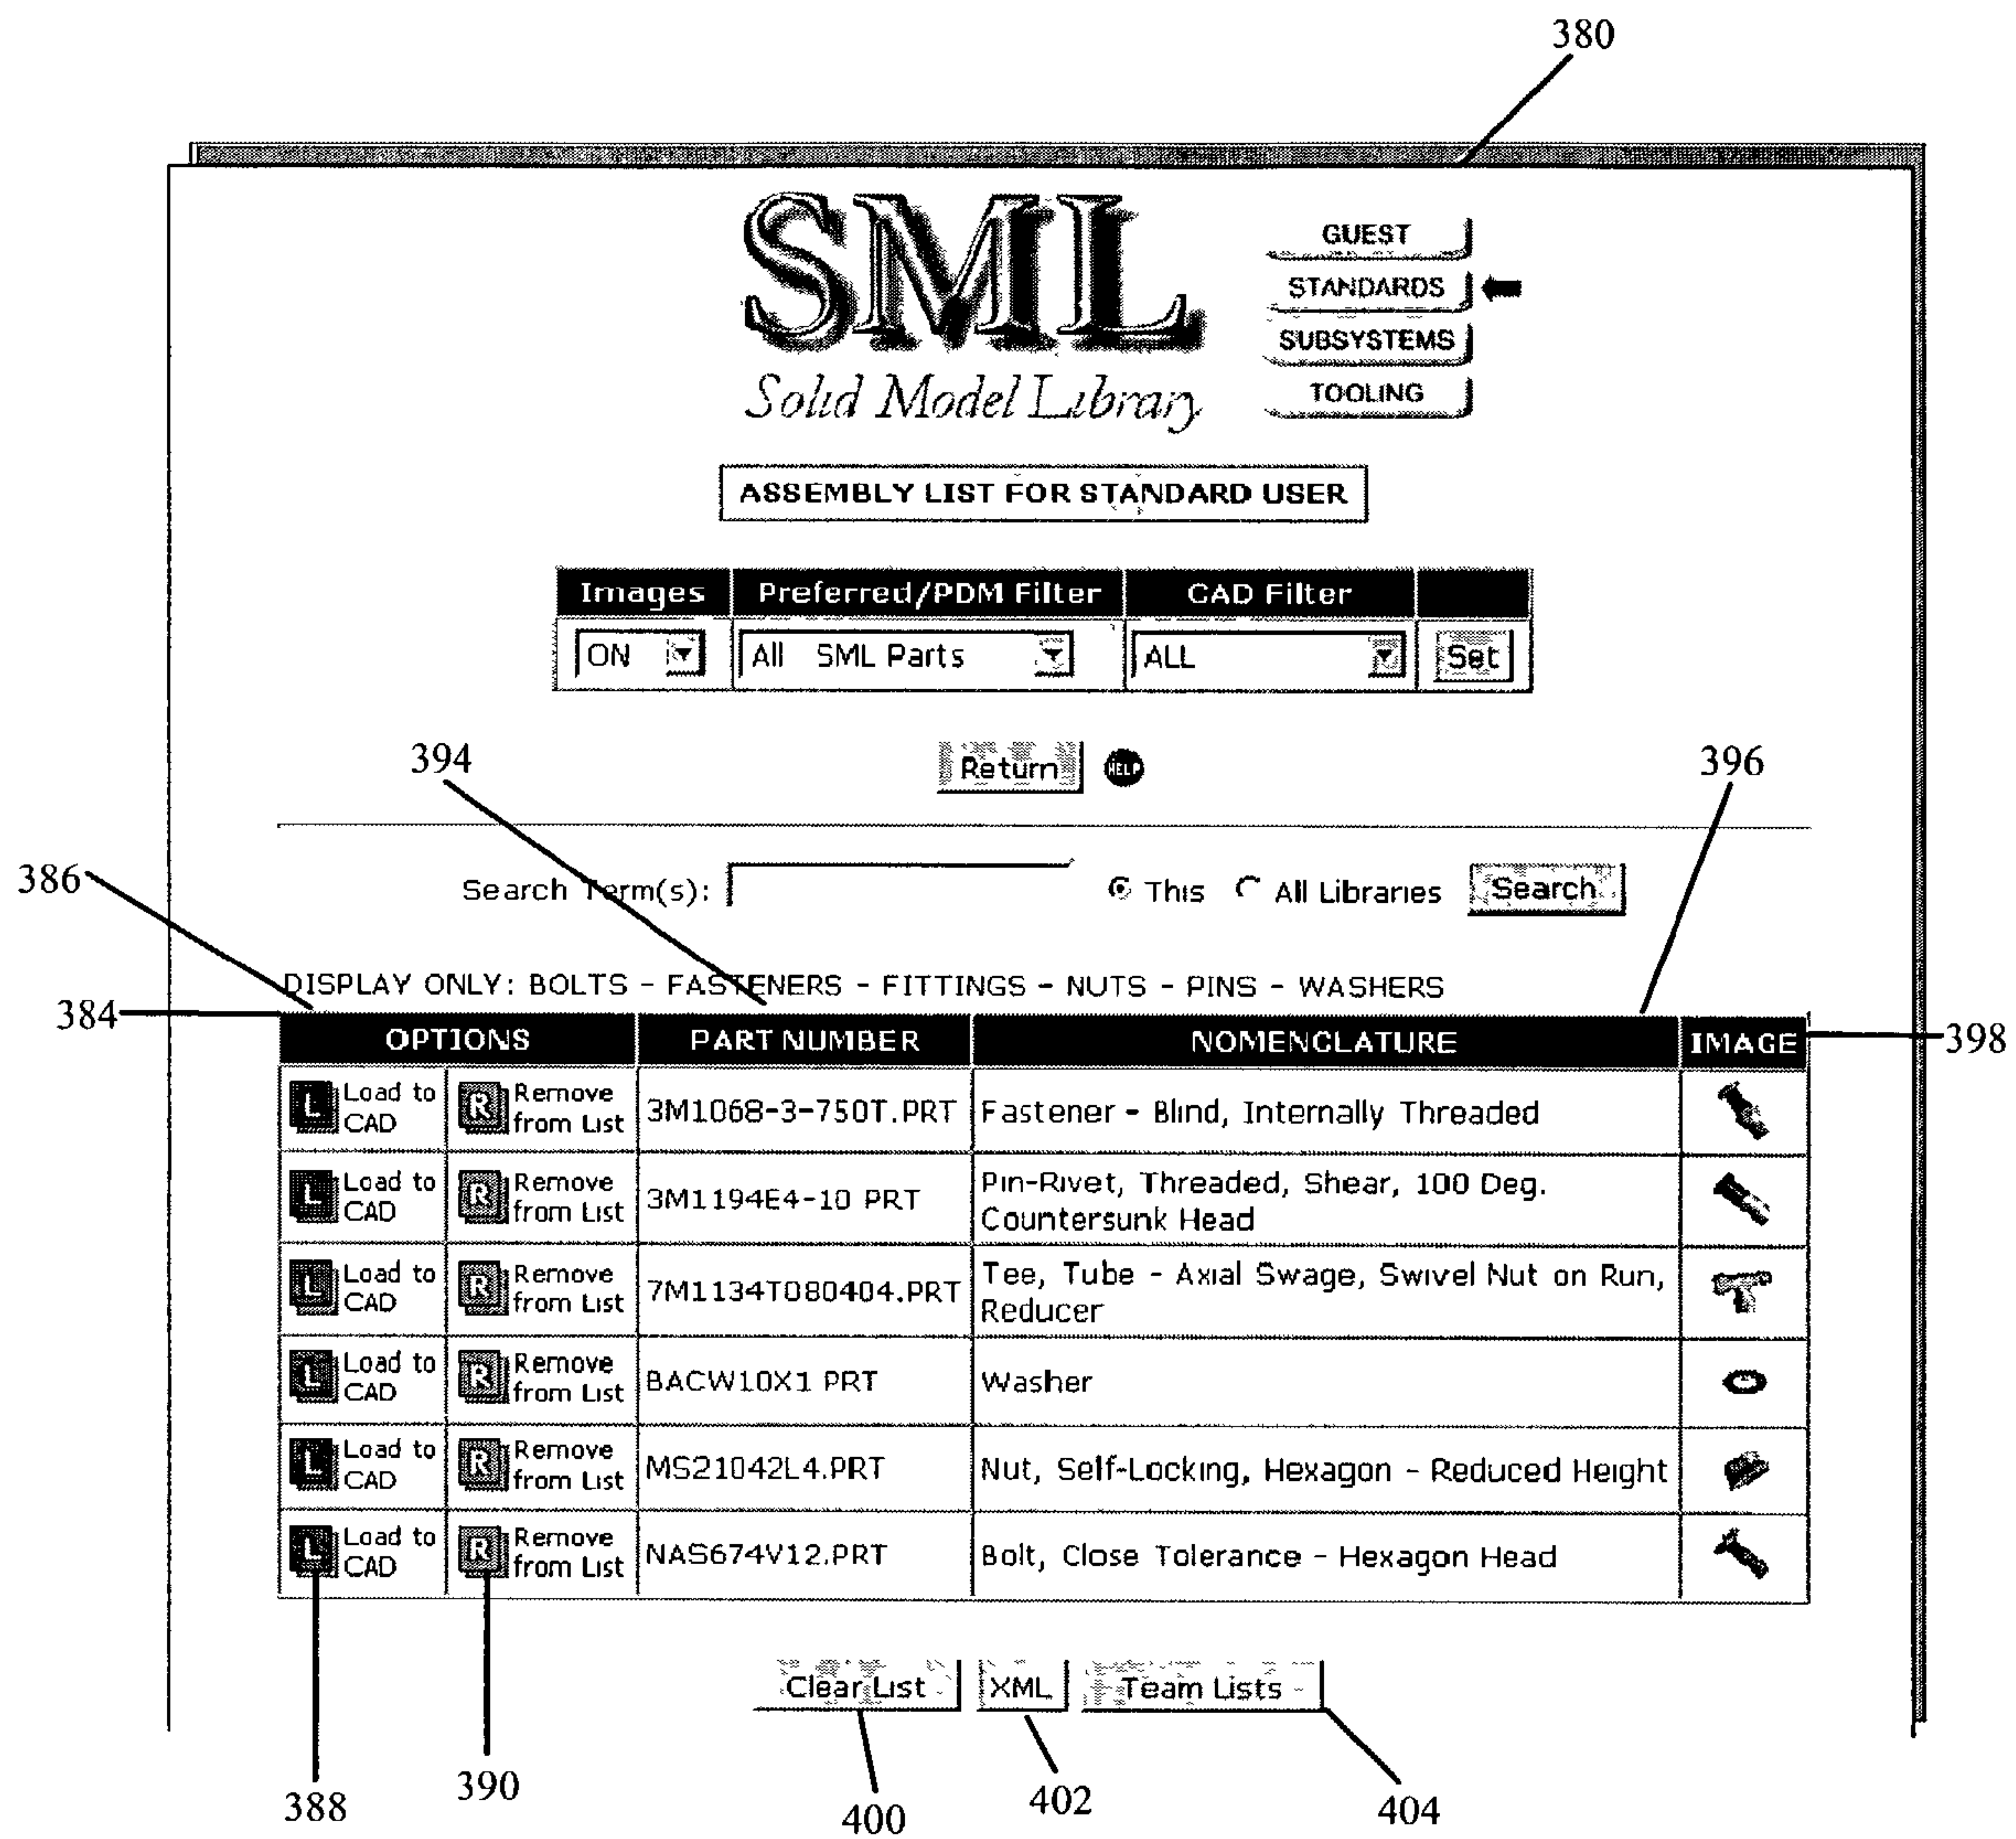 380
SML
Solid Model Library
GUEST
STANDARDS
SUBSYSTEMS
TOOLING
ASSEMBLY LIST FOR STANDARD USER
Images Preferred/PDM Filter CAD Filter
ON All SML Parts ALL Set
394 Return HELP 396
386 Search Term(s): This All Libraries Search
DISPLAY ONLY: BOLTS - FASTENERS - FITTINGS - NUTS - PINS - WASHERS
384 OPTIONS PART NUMBER NOMENCLATURE IMAGE 398
L Load to CAD R Remove from List 3M1068-3-750T.PRT Fastener - Blind, Internally Threaded
L Load to CAD R Remove from List 3M1194E4-10 PRT Pin-Rivet, Threaded, Shear, 100 Deg.
Countersunk Head
L Load to CAD R Remove from List 7M1134T080404.PRT Tee, Tube - Axial Swage, Swivel Nut on Run,
Reducer
L Load to CAD R Remove from List BACW10X1 PRT Washer
L Load to CAD R Remove from List MS21042L4.PRT Nut, Self-Locking, Hexagon - Reduced Height
L Load to CAD R Remove from List NAS674V12.PRT Bolt, Close Tolerance - Hexagon Head
Clear List XML Team Lists
388 390 400 402 404